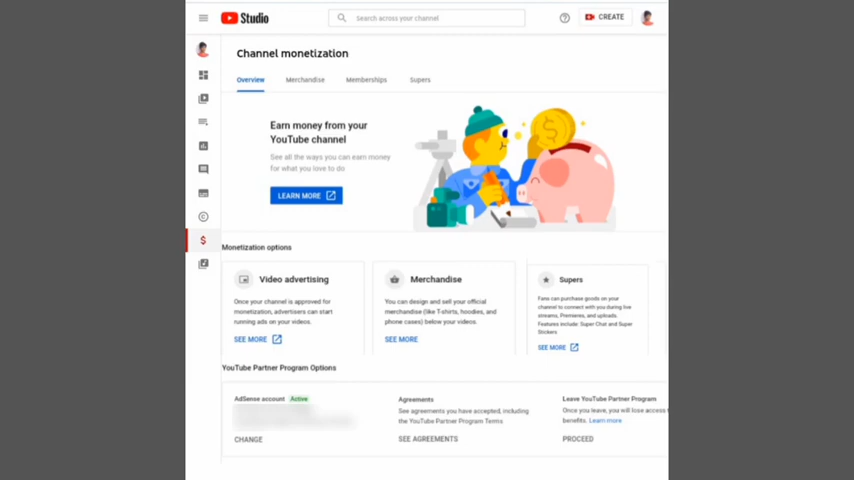 Studio
Search across your channel
CREATE
Channel monetization
Overview
Merchandise
Memberships
Supers
Earn money from your
YouTube channel
See all the ways you can earn money
for what you love to do
LEARN MORE
Monetization options
Video advertising
Once your channel is approved for
monetization, advertisers can start
running ads on your videos.
SEE MORE
Merchandise
You can design and sell your official
merchandise (like T-shirts, hoodies, and
phone cases) below your videos.
SEE MORE
Supers
Fans can purchase goods on your
channel to connect with you during live
streams, Premieres, and uploads.
Features include: Super Chat and Super
Stickers
SEE MORE
YouTube Partner Program Options
AdSense account Active
CHANGE
Agreements
See agreements you have accepted, including
the YouTube Partner Program Terms
SEE AGREEMENTS
Leave YouTube Partner Program
Once you leave, you will lose access
benefits. Learn more
PROCEED